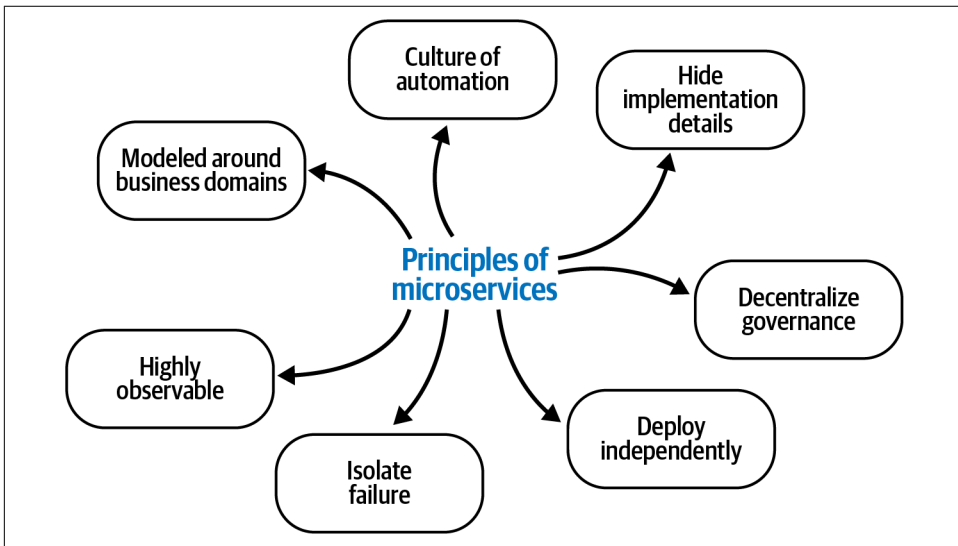 Culture of
automation
Hide
implementation
details
Modeled around
business domains
Principles of
microservices
Decentralize
governance
Highly
observable
Deploy
independently
Isolate
failure